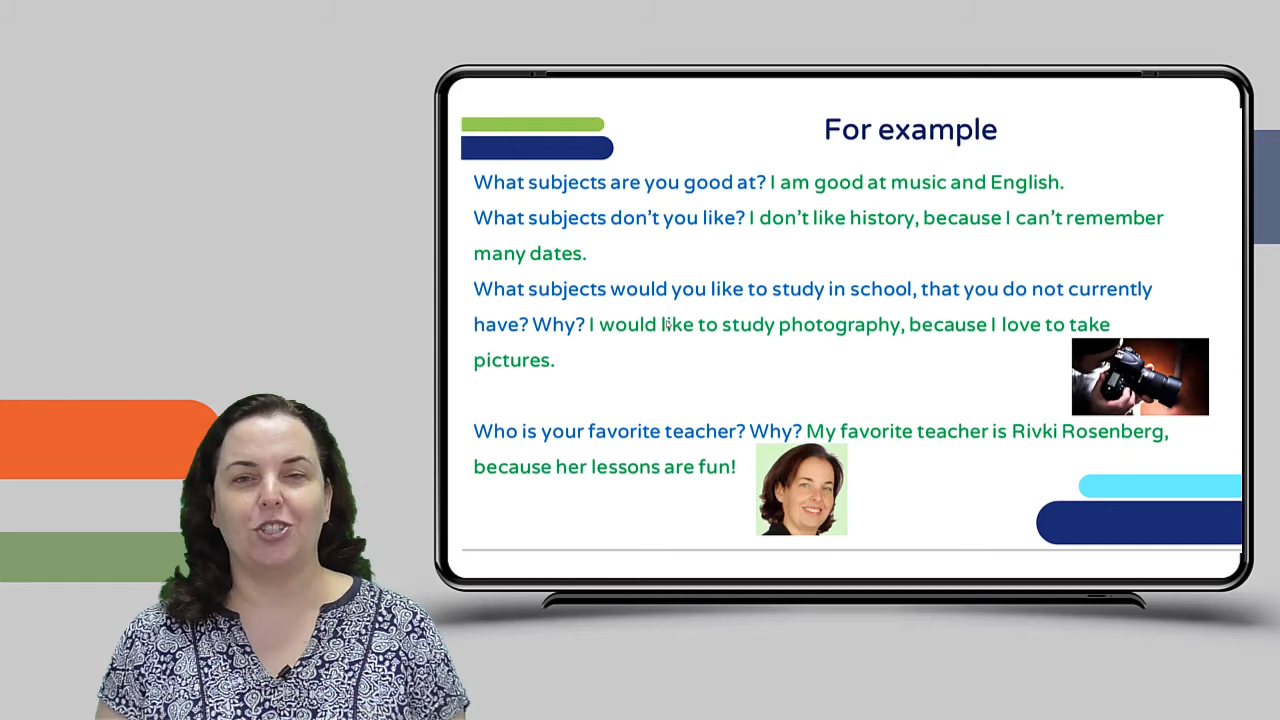 For example
What subjects are you good at? I am good at music and English.
What subjects don't you like? I don't like history, because I can't remember
many dates.
What subjects would you like to study in school, that you do not currently
have? Why? I would like to study photography, because I love to take
pictures.
Who is your favorite teacher? Why? My favorite teacher is Rivki Rosenberg,
because her lessons are fun!